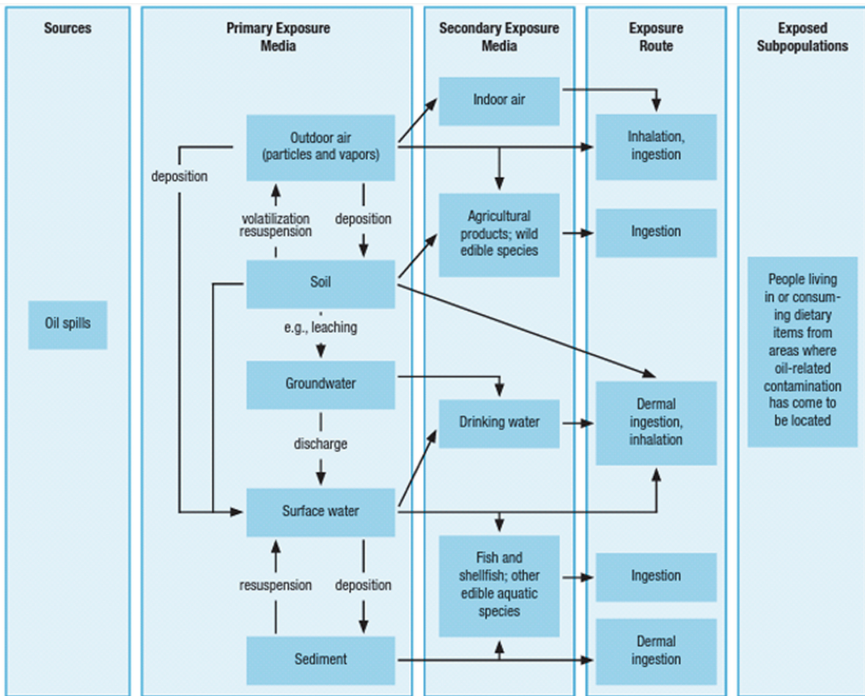 Sources
Primary Exposure
Media
Secondary Exposure
Media
Exposure
Route
Exposed
Subpopulations
Indoor air
Outdoor air
(particles and vapors)
Inhalation,
ingestion
deposition
volatilization
resuspension
deposition
Agricultural
products; wild
edible species
Ingestion
Soil
Oil spills
e.g., leaching
People living
in or consum-
ing dietary
items from
areas where
oil-related
contamination
has come to
be located
Groundwater
Drinking water
Dermal
ingestion,
inhalation
discharge
Surface water
resuspension
deposition
Fish and
shellfish; other
edible aquatic
species
Ingestion
Sediment
Dermal
ingestion